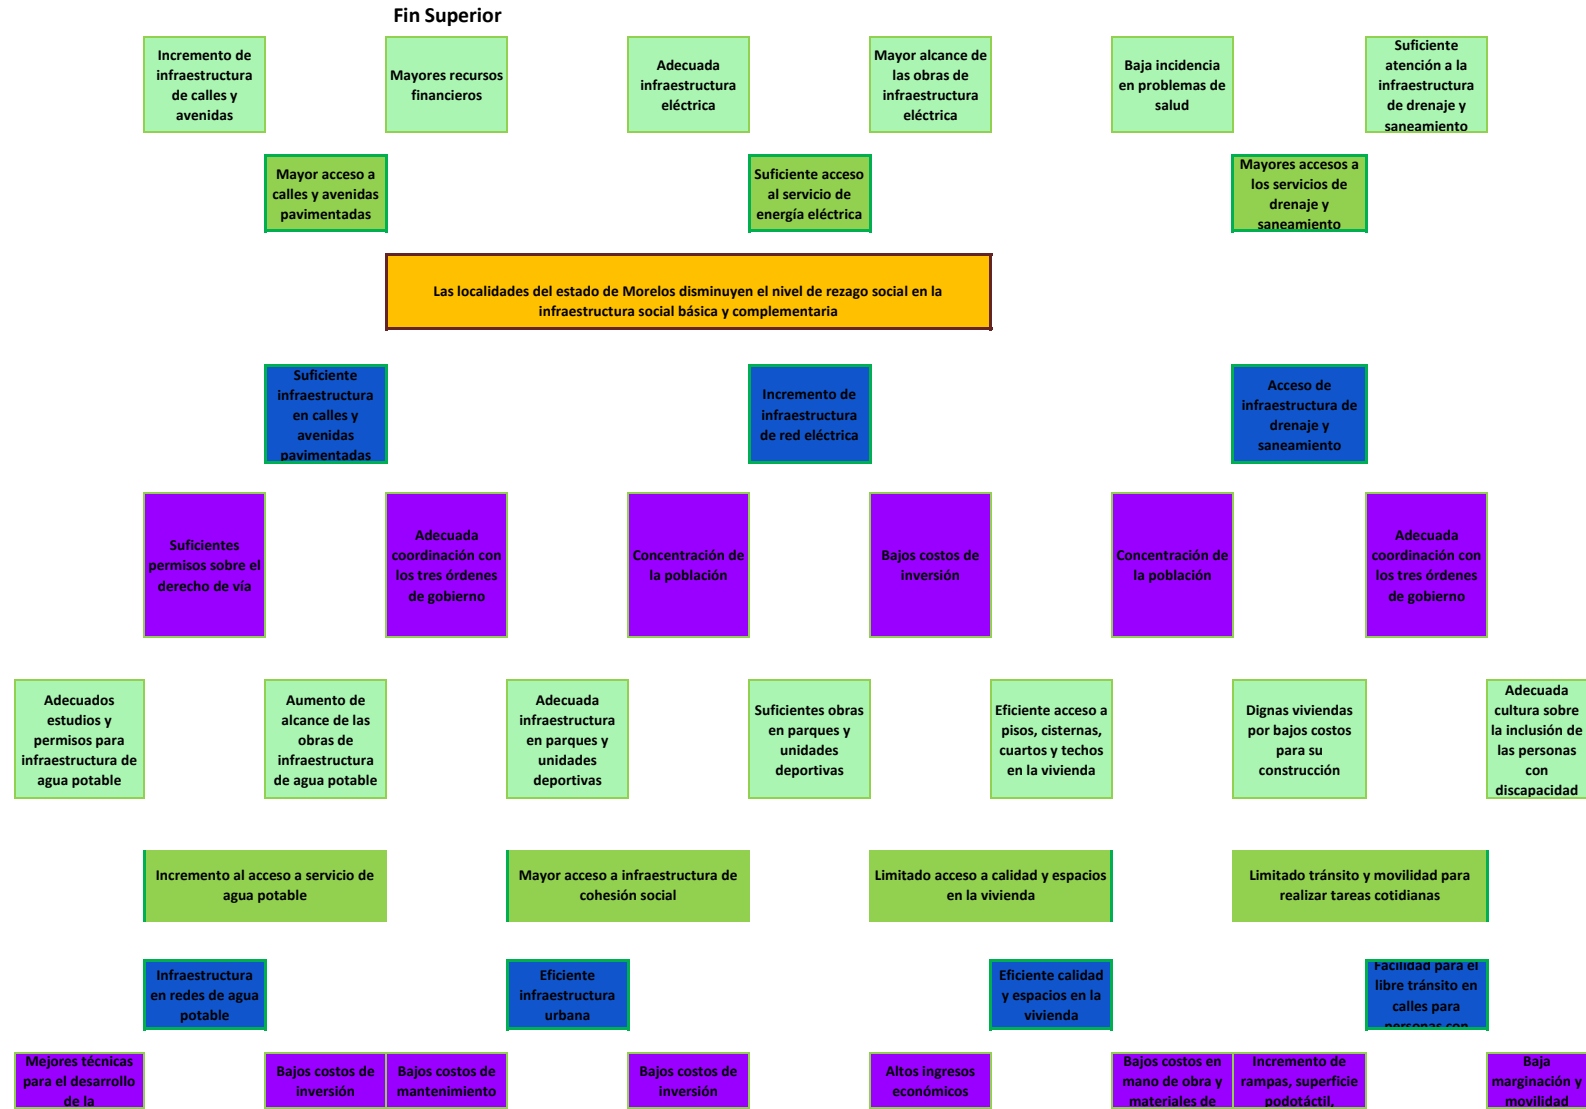 Fin Superior
Incremento de
infraestructura
de calles y
avenidas
Mayores recursos
financieros
Adecuada
infraestructura
eléctrica
Mayor alcance de
las obras de
infraestructura
eléctrica
Baja incidencia
en problemas de
salud
Suficiente
atención a la
infraestructura
de drenaje y
saneamiento
Mayor acceso a
calles y avenidas
pavimentadas
Suficiente acceso
al servicio de
energía eléctrica
Mayores accesos a
los servicios de
drenaje y
saneamiento
Las localidades del estado de Morelos disminuyen el nivel de rezago social en la
infraestructura social básica y complementaria
Suficiente
infraestructura
en calles y
avenidas
pavimentadas
Incremento de
infraestructura
de red eléctrica
Acceso de
infraestructura de
drenaje y
saneamiento
Suficientes
permisos sobre el
derecho de vía
Adecuada
coordinación con
los tres órdenes
de gobierno
Concentración de
la población
Bajos costos de
inversión
Concentración de
la población
Adecuada
coordinación con
los tres órdenes
de gobierno
Adecuados
estudios y
permisos para
infraestructura de
agua potable
Aumento de
alcance de las
obras de
infraestructura
de agua potable
Adecuada
infraestructura
en parques y
unidades
deportivas
Suficientes obras
en parques y
unidades
deportivas
Eficiente acceso a
pisos, cisternas,
cuartos y techos
en la vivienda
Dignas viviendas
por bajos costos
para su
construcción
Adecuada
cultura sobre
la inclusión de
las personas
con
discapacidad
Incremento al acceso a servicio de
agua potable
Mayor acceso a infraestructura de
cohesión social
Limitado acceso a calidad y espacios
en la vivienda
Limitado tránsito y movilidad para
realizar tareas cotidianas
Infraestructura
en redes de agua
potable
Eficiente
infraestructura
urbana
Eficiente calidad
y espacios en la
vivienda
Facilidad para el
libre tránsito en
calles para
personas con
Mejores técnicas
para el desarrollo
de la
Bajos costos de
inversión
Bajos costos de
mantenimiento
Bajos costos de
inversión
Altos ingresos
económicos
Bajos costos en
mano de obra y
materiales de
Incremento de
rampas, superficie
podotáctil,
Baja
marginación y
movilidad